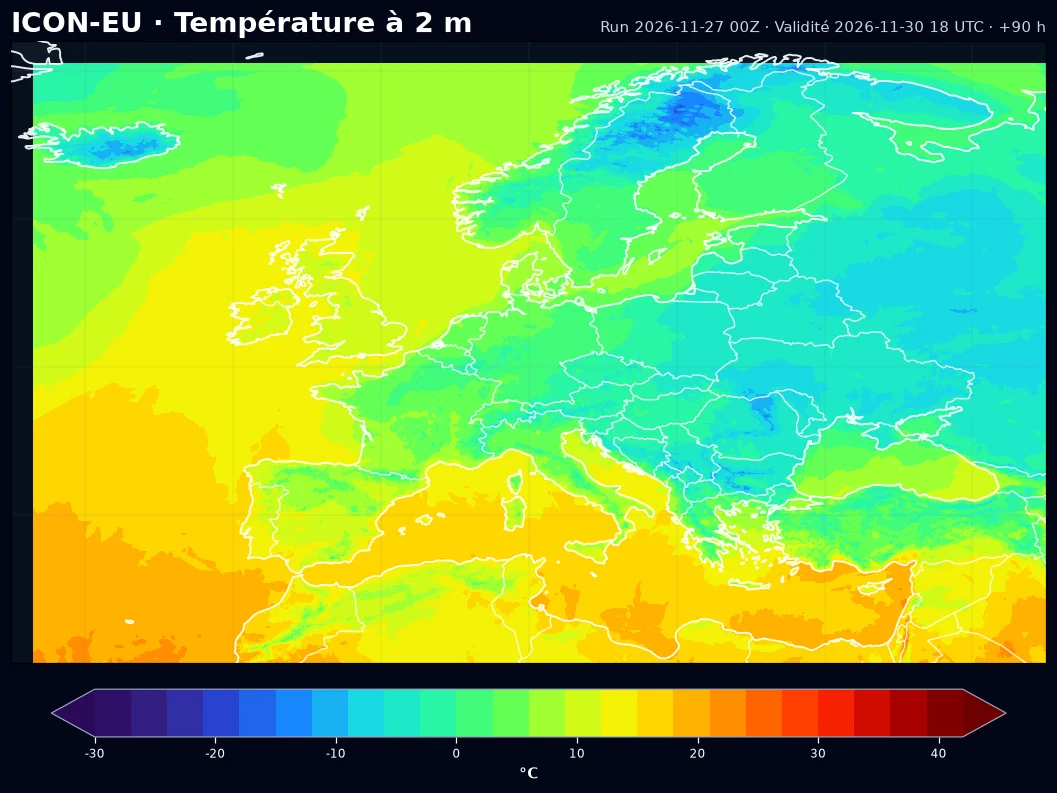 ICON-EU · Température à 2 m
Run 2026-11-27 00Z · Validité 2026-11-30 18 UTC · +90 h
-30 -20 -10 0 10 20 30 40
°C